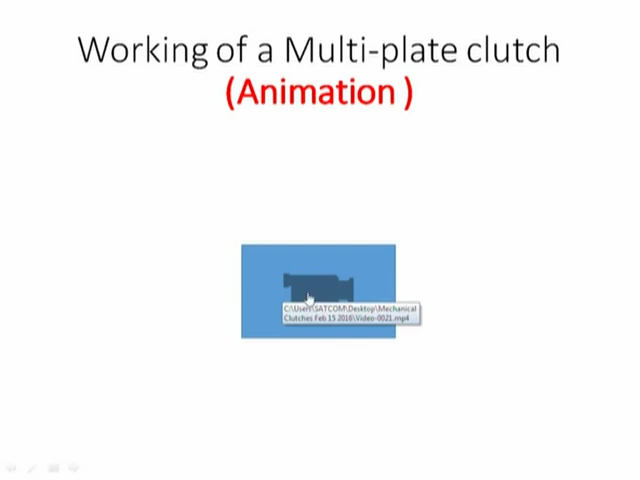 Working of a Multi-plate clutch
(Animation )
C:\Users\SATCOM\Desktop\Mechanical
Clutches Feb 15 2016\Video-0021.mp4